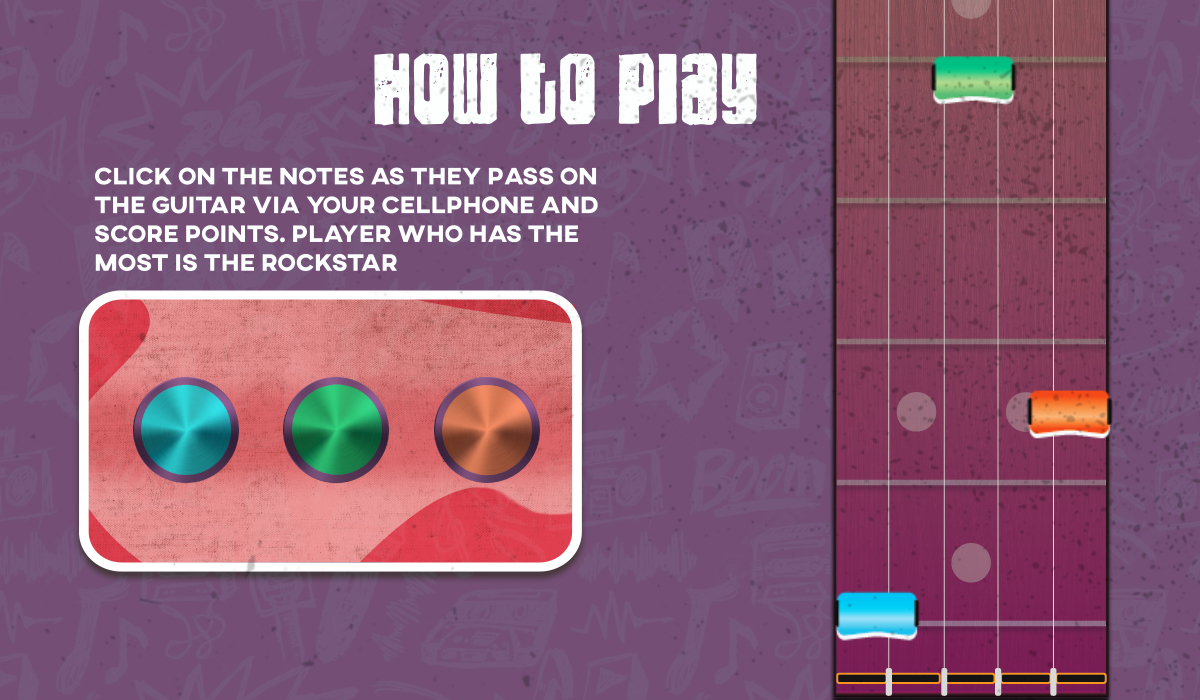 How to Play
CLICK ON THE NOTES AS THEY PASS ON
THE GUITAR VIA YOUR CELLPHONE AND
SCORE POINTS. PLAYER WHO HAS THE
MOST IS THE ROCKSTAR
BOOM